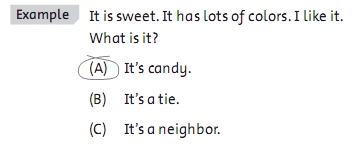 Example It is sweet. It has lots of colors. I like it.
What is it?
(A) It's candy.
(B) It's a tie.
(C) It's a neighbor.